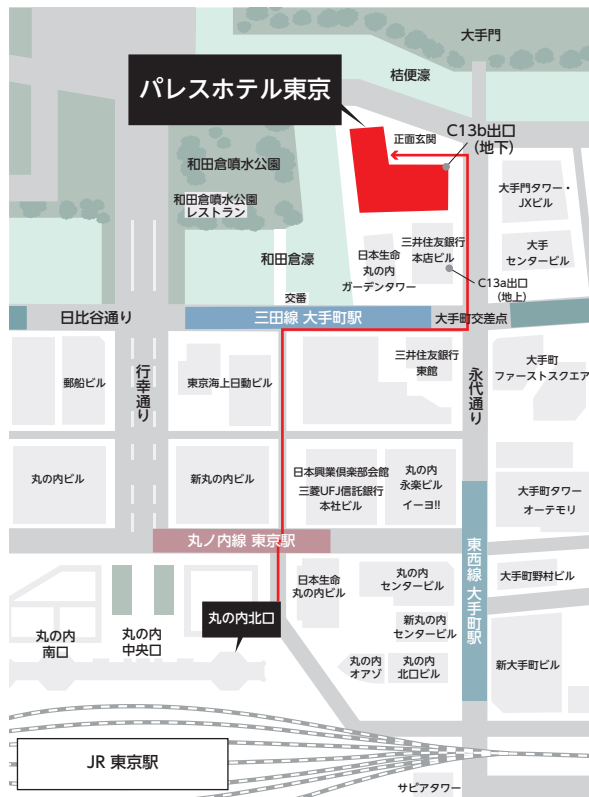 大手門
桔便濠
パレスホテル東京
正面玄関
C13b出口
(地下)
和田倉噴水公園
和田倉噴水公園
レストラン
大手門タワー・
JXビル
三井住友銀行
本店ビル
大手
センタービル
和田倉濠
日本生命
丸の内
ガーデンタワー
C13a出口
(地上)
交番
日比谷通り
三田線 大手町駅
大手町交差点
行幸通り
永代通り
郵船ビル
東京海上日動ビル
三井住友銀行
東館
大手町
ファーストスクエア
丸の内ビル
新丸の内ビル
日本興業倶楽部会館
三菱UFJ信託銀行
本社ビル
丸の内
永楽ビル
イーヨ!!
大手町タワー
オーテモリ
丸ノ内線 東京駅
東西線 大手町駅
日本生命
丸の内ビル
丸の内
センタービル
大手町野村ビル
丸の内北口
新丸の内
センタービル
丸の内
南口
丸の内
中央口
丸の内
オアゾ
丸の内
北口ビル
新大手町ビル
JR 東京駅
サピアタワー